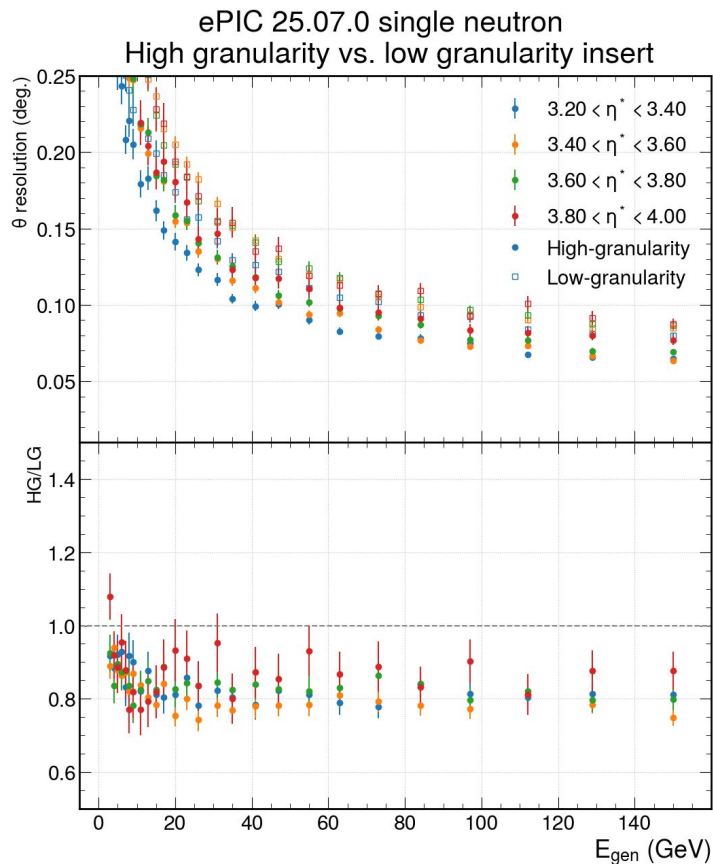 ePIC 25.07.0 single neutron
High granularity vs. low granularity insert
θ resolution (deg.)
0.25
0.20
0.15
0.10
0.05
3.20 < η* < 3.40
3.40 < η* < 3.60
3.60 < η* < 3.80
3.80 < η* < 4.00
High-granularity
Low-granularity
HG/LG
1.4
1.2
1.0
0.8
0.6
0 20 40 60 80 100 120 140
E_gen (GeV)